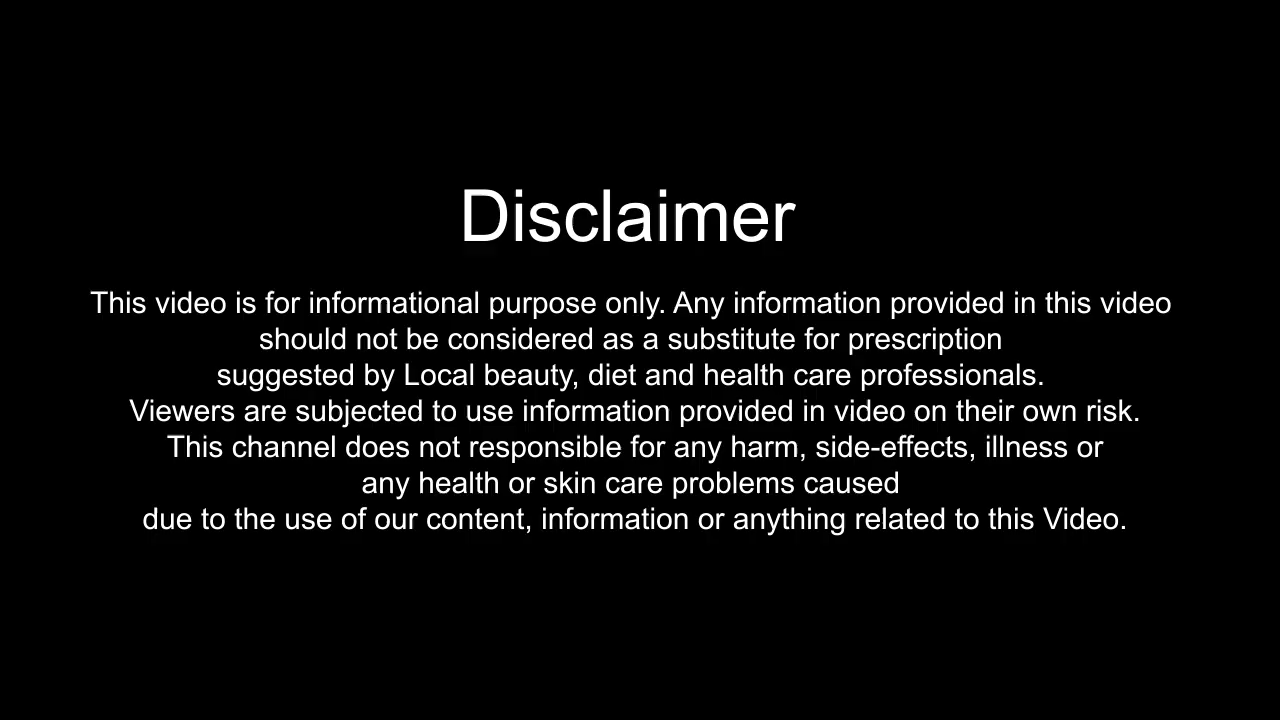 Disclaimer
This video is for informational purpose only. Any information provided in this video
should not be considered as a substitute for prescription
suggested by Local beauty, diet and health care professionals.
Viewers are subjected to use information provided in video on their own risk.
This channel does not responsible for any harm, side-effects, illness or
any health or skin care problems caused
due to the use of our content, information or anything related to this Video.